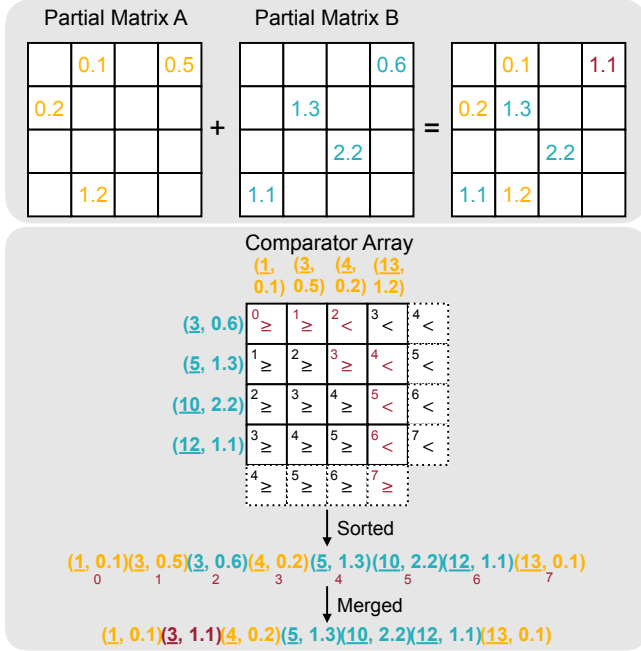 Partial Matrix A Partial Matrix B
0.1 0.5 0.6 0.1 1.1
0.2 + 1.3 = 0.2 1.3
2.2 2.2
1.2 1.1 1.1 1.2
Comparator Array
(1, (3, (4, (13,
0.1) 0.5) 0.2) 1.2)
(3, 0.6) 0 ≥ 1 ≥ 2 < 3 < 4 <
(5, 1.3) 1 ≥ 2 ≥ 3 ≥ 4 < 5 <
(10, 2.2) 2 ≥ 3 ≥ 4 ≥ 5 < 6 <
(12, 1.1) 3 ≥ 4 ≥ 5 ≥ 6 < 7 <
4 ≥ 5 ≥ 6 ≥ 7 ≥
Sorted
(1, 0.1)(3, 0.5)(3, 0.6)(4, 0.2)(5, 1.3)(10, 2.2)(12, 1.1)(13, 0.1)
0 1 2 3 4 5 6 7
Merged
(1, 0.1)(3, 1.1)(4, 0.2)(5, 1.3)(10, 2.2)(12, 1.1)(13, 0.1)